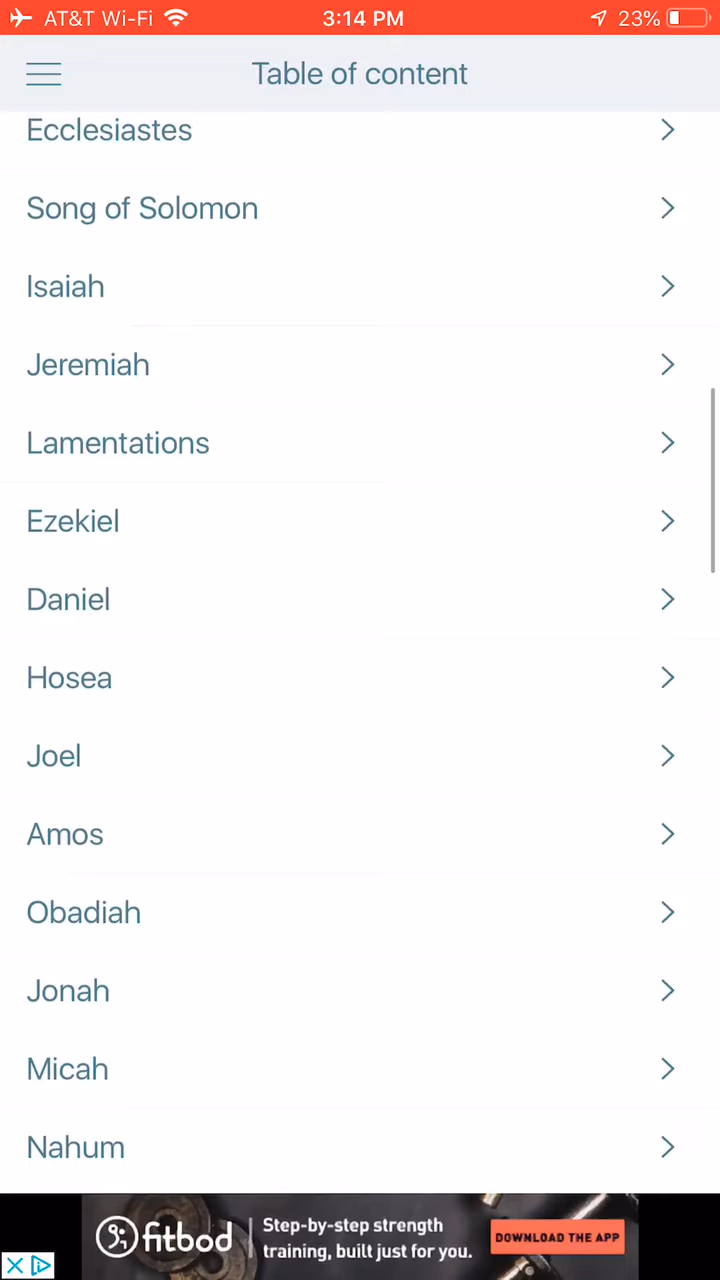 AT&T Wi-Fi 3:14 PM 23%
Table of content
Ecclesiastes
Song of Solomon
Isaiah
Jeremiah
Lamentations
Ezekiel
Daniel
Hosea
Joel
Amos
Obadiah
Jonah
Micah
Nahum
fitbod
Step-by-step strength
training, built just for you.
DOWNLOAD THE APP